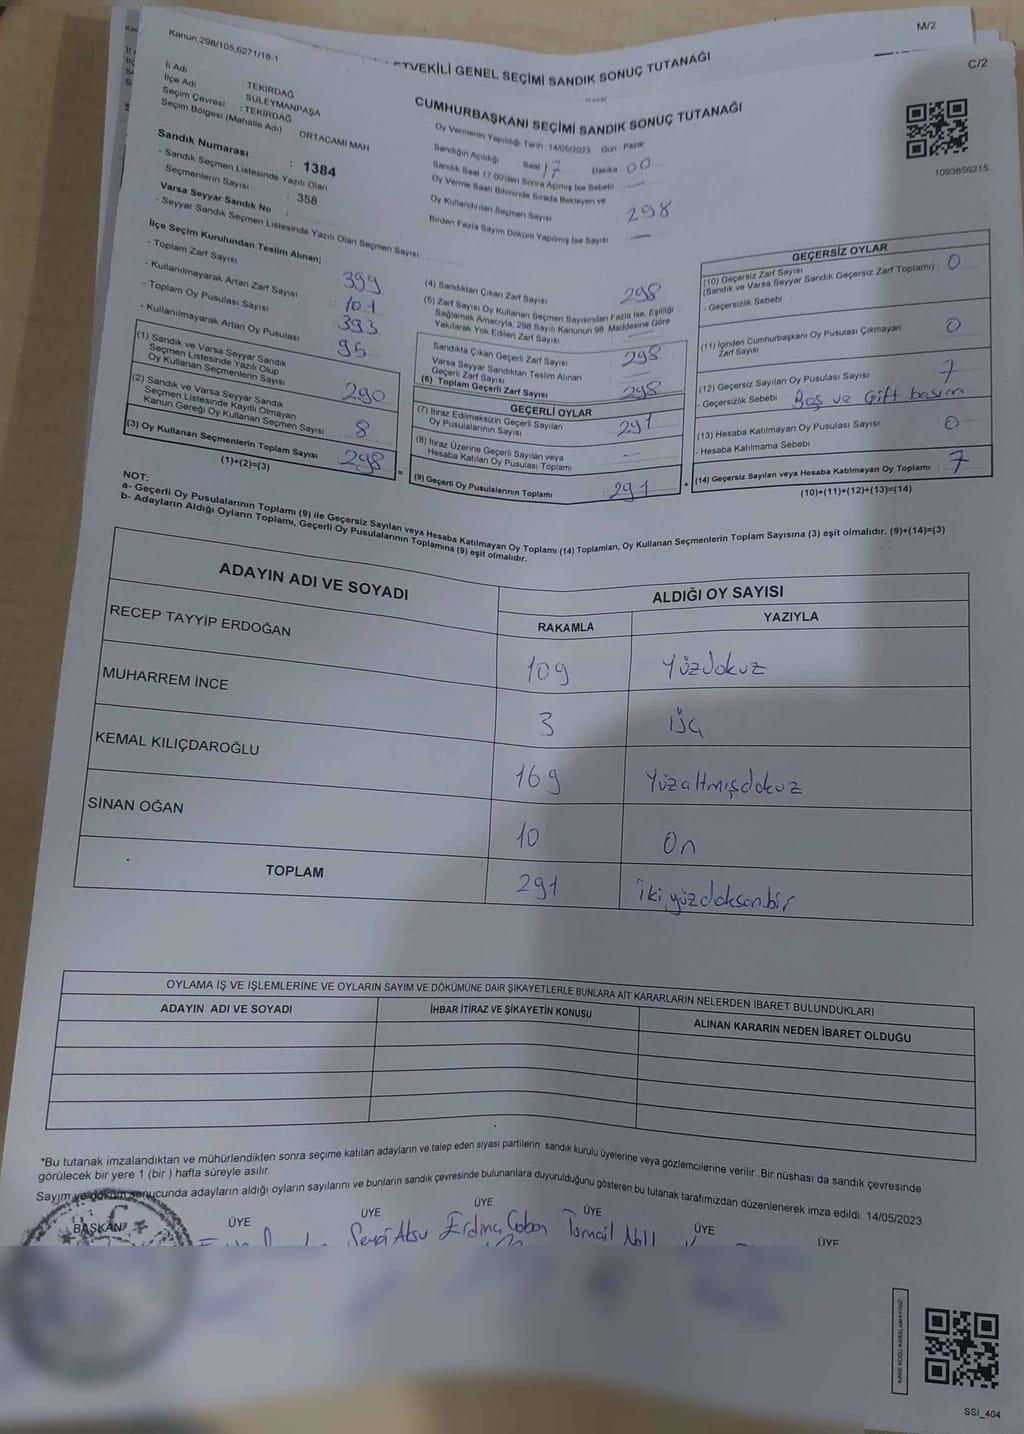 M/2
Kanun;298/105,6271/18-1
ETVEKİLİ GENEL SEÇİMİ SANDIK SONUÇ TUTANAĞI
C/2
CUMHURBAŞKANI SEÇİMİ SANDIK SONUÇ TUTANAĞI
İl Adı TEKİRDAĞ
İlçe Adı SÜLEYMANPAŞA
Seçim Çevresi : TEKİRDAĞ
Seçim Bölgesi (Mahalle Adı) ORTACAMİ MAH
Sandık Numarası : 1384
- Sandık Seçmen Listesinde Yazılı Olan
Seçmenlerin Sayısı : 358
Varsa Seyyar Sandık No :
- Seyyar Sandık Seçmen Listesinde Yazılı Olan Seçmen Sayısı
Oy Vermenin Yapıldığı Tarih : 14/05/2023 Gün : Pazar
Sandığın Açıldığı Saat 17 Dakika 00
Sandık Saat 17.00'den Sonra Açılmış İse Sebebi —
Oy Verme Saati Bitiminde Sırada Bekleyen ve
Oy Kullandırılan Seçmen Sayısı 298
Birden Fazla Sayım Döküm Yapılmış İse Sayısı —
1093856215
İlçe Seçim Kurulundan Teslim Alınan;
- Toplam Zarf Sayısı 399
- Kullanılmayarak Artan Zarf Sayısı 101
- Toplam Oy Pusulası Sayısı 393
- Kullanılmayarak Artan Oy Pusulası 95
(1) Sandık ve Varsa Seyyar Sandık
Seçmen Listesinde Yazılı Olup
Oy Kullanan Seçmenlerin Sayısı 290
(2) Sandık ve Varsa Seyyar Sandık
Seçmen Listesinde Kayıtlı Olmayan
Kanun Gereği Oy Kullanan Seçmen Sayısı 8
(3) Oy Kullanan Seçmenlerin Toplam Sayısı 298
(1)+(2)=(3)
(4) Sandıktan Çıkan Zarf Sayısı 298
(5) Zarf Sayısı Oy Kullanan Seçmen Sayısından Fazla İse, Eşitliği
Sağlamak Amacıyla, 298 Sayılı Kanunun 98. Maddesine Göre
Yakılarak Yok Edilen Zarf Sayısı —
Sandıkta Çıkan Geçerli Zarf Sayısı 298
Varsa Seyyar Sandıktan Teslim Alınan
Geçerli Zarf Sayısı —
(6) Toplam Geçerli Zarf Sayısı 298
GEÇERLİ OYLAR
(7) İtiraz Edilmeksizin Geçerli Sayılan
Oy Pusulalarının Sayısı 291
(8) İtiraz Üzerine Geçerli Sayılan veya
Hesaba Katılan Oy Pusulası Toplamı —
= (9) Geçerli Oy Pusulalarının Toplamı : 291
GEÇERSİZ OYLAR
(10) Geçersiz Zarf Sayısı 0
(Sandık ve Varsa Seyyar Sandık Geçersiz Zarf Toplamı)
- Geçersizlik Sebebi
(11) İçinden Cumhurbaşkanı Oy Pusulası Çıkmayan
Zarf Sayısı 0
(12) Geçersiz Sayılan Oy Pusulası Sayısı 7
- Geçersizlik Sebebi : Boş ve Çift basım
(13) Hesaba Katılmayan Oy Pusulası Sayısı 0
- Hesaba Katılmama Sebebi
+ (14) Geçersiz Sayılan veya Hesaba Katılmayan Oy Toplamı 7
(10)+(11)+(12)+(13)=(14)
NOT:
a- Geçerli Oy Pusulalarının Toplamı (9) ile Geçersiz Sayılan veya Hesaba Katılmayan Oy Toplamı (14) Toplamları, Oy Kullanan Seçmenlerin Toplam Sayısına (3) eşit olmalıdır. (9)+(14)=(3)
b- Adayların Aldığı Oyların Toplamı, Geçerli Oy Pusulalarının Toplamına (9) eşit olmalıdır.
ADAYIN ADI VE SOYADI ALDIĞI OY SAYISI
RAKAMLA YAZIYLA
RECEP TAYYİP ERDOĞAN 109 Yüzdokuz
MUHARREM İNCE 3 üç
KEMAL KILIÇDAROĞLU 169 Yüzaltmışdokuz
SİNAN OĞAN 10 On
TOPLAM 291 ikiyüzdoksanbir
OYLAMA İŞ VE İŞLEMLERİNE VE OYLARIN SAYIM VE DÖKÜMÜNE DAİR ŞİKAYETLERLE BUNLARA AİT KARARLARIN NELERDEN İBARET BULUNDUKLARI
ADAYIN ADI VE SOYADI İHBAR İTİRAZ VE ŞİKAYETİN KONUSU ALINAN KARARIN NEDEN İBARET OLDUĞU
*Bu tutanak imzalandıktan ve mühürlendikten sonra seçime katılan adayların ve talep eden siyasi partilerin sandık kurulu üyelerine veya gözlemcilerine verilir. Bir nüshası da sandık çevresinde
görülecek bir yere 1 (bir ) hafta süreyle asılır.
Sayım ve döküm sonucunda adayların aldığı oyların sayılarını ve bunların sandık çevresinde bulunanlara duyurulduğunu gösteren bu tutanak tarafımızdan düzenlenerek imza edildi. 14/05/2023
BAŞKAN ÜYE ÜYE ÜYE ÜYE ÜYE ÜYE
Aksu Erdinç Çoban İsmail
KARE KODU KARALAMAYINIZ
SSI_404